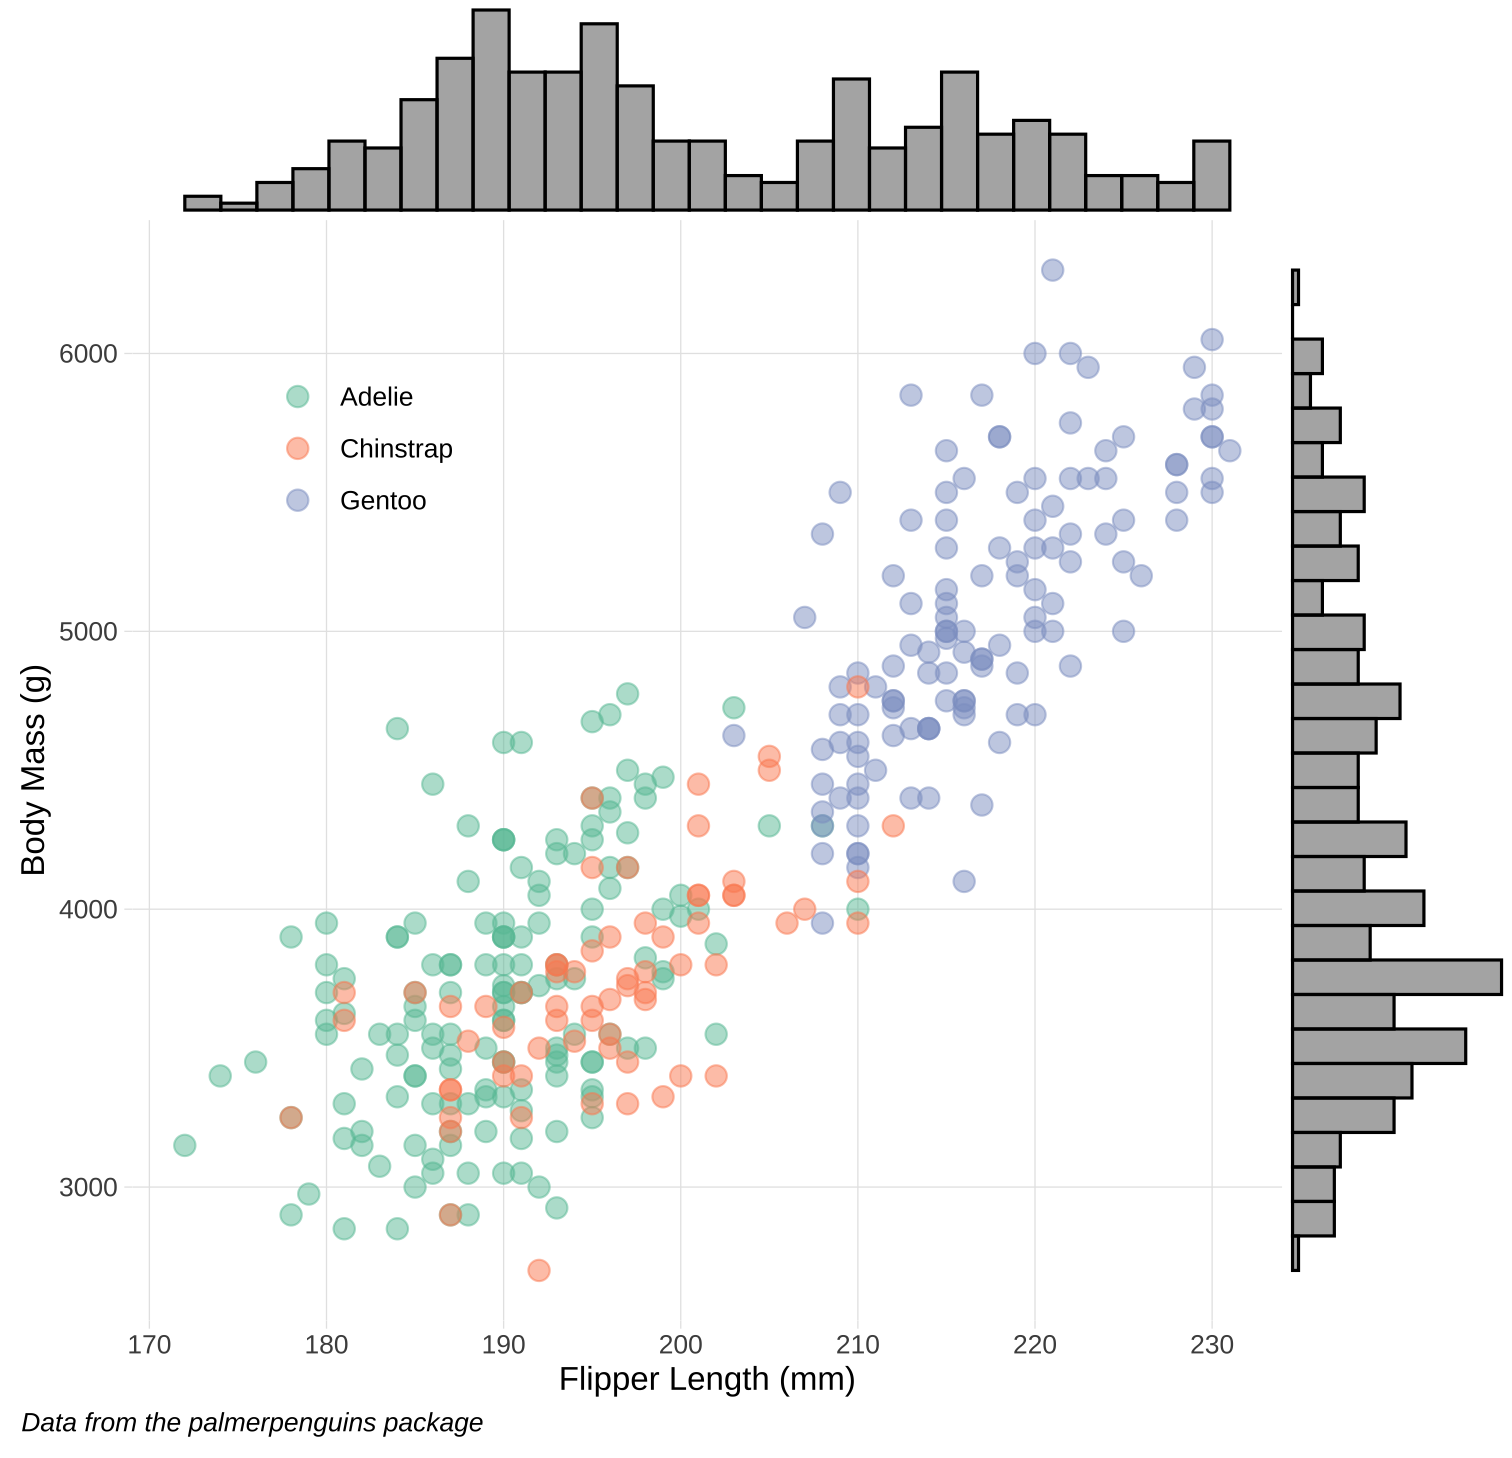 6000
Adelie
Chinstrap
Gentoo
5000
Body Mass (g)
4000
3000
170 180 190 200 210 220 230
Flipper Length (mm)
Data from the palmerpenguins package